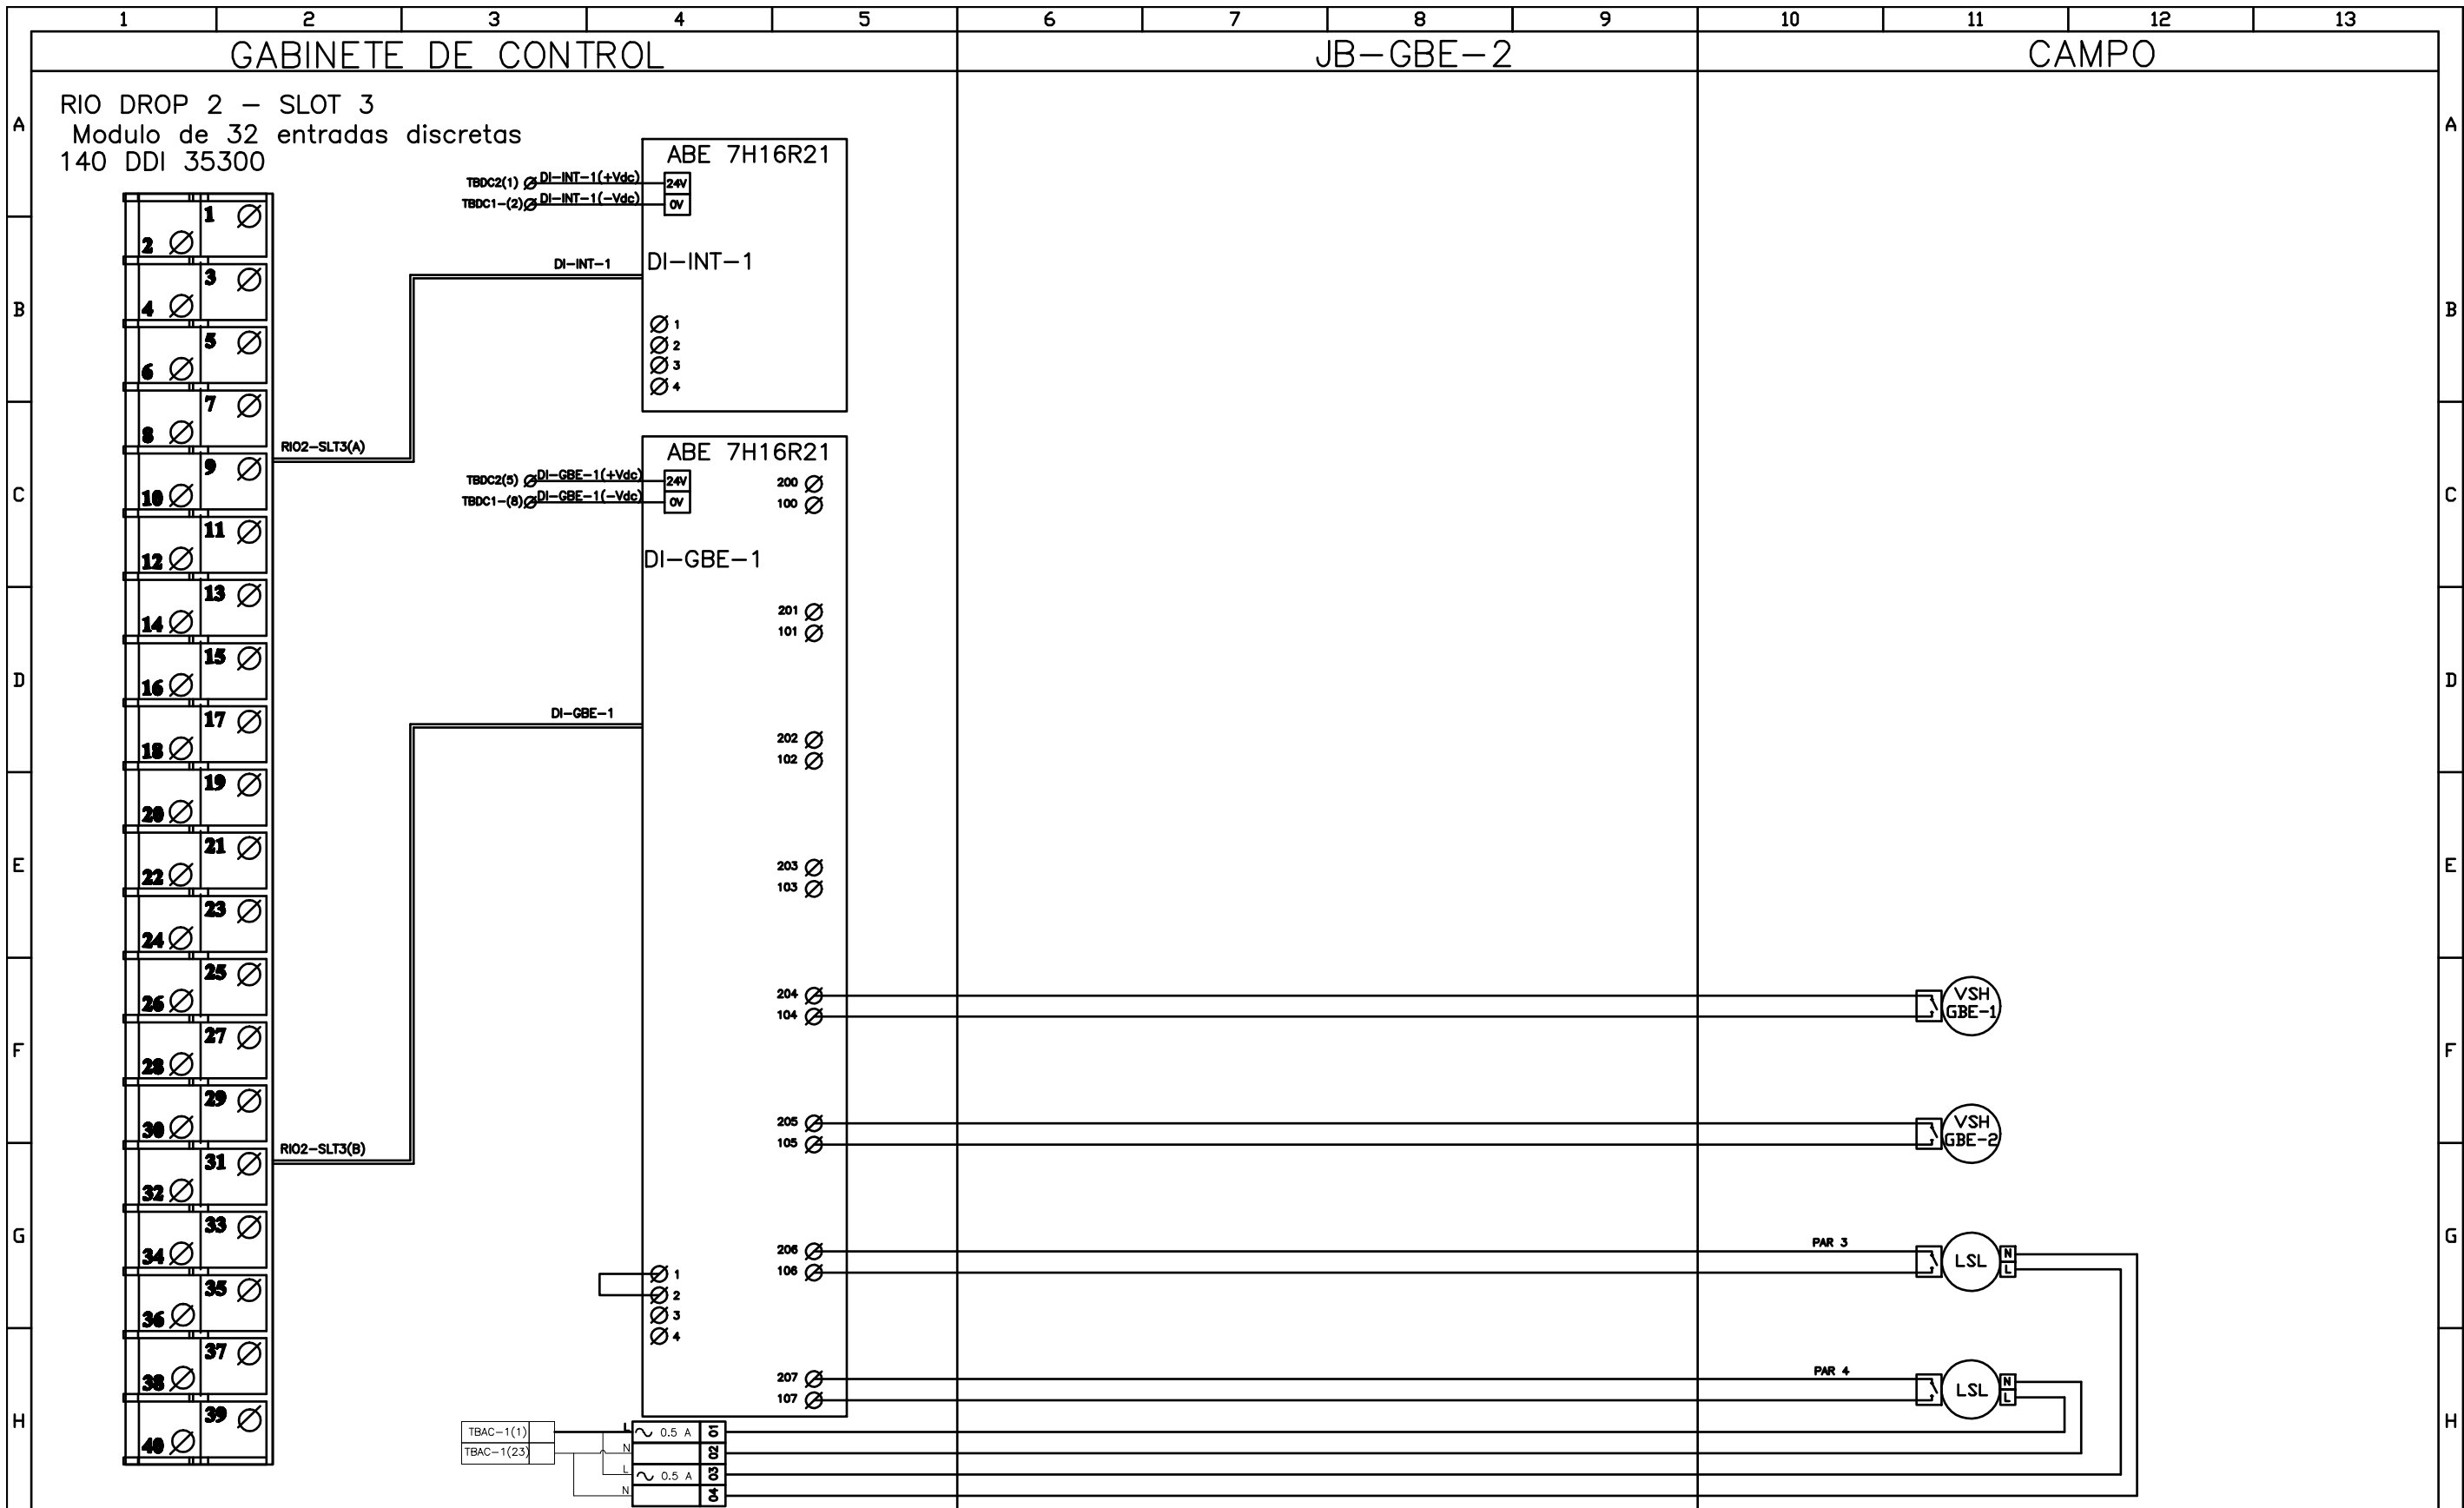 1 2 3 4 5 6 7 8 9 10 11 12 13
GABINETE DE CONTROL
JB-GBE-2
CAMPO
A
A
RIO DROP 2 - SLOT 3
Modulo de 32 entradas discretas
140 DDI 35300
ABE 7H16R21
TBDC2(1) DI-INT-1(+Vdc) 24V
TBDC1-(2) DI-INT-1(-Vdc) 0V
DI-INT-1
DI-INT-1
1
2
3
4
B
B
1
2
3
4
5
6
7
8
9
10
11
12
13
14
15
16
17
18
19
20
21
22
23
24
25
26
27
28
29
30
31
32
33
34
35
36
37
38
39
40
RIO2-SLT3(A)
ABE 7H16R21
TBDC2(5) DI-GBE-1(+Vdc) 24V
TBDC1-(8) DI-GBE-1(-Vdc) 0V
200
100
C
C
DI-GBE-1
201
101
D
D
DI-GBE-1
202
102
E
E
203
103
204
104
VSH
GBE-1
F
F
205
105
VSH
GBE-2
RIO2-SLT3(B)
G
G
206
106
PAR 3
LSL
N
L
1
2
3
4
207
107
PAR 4
LSL
N
L
H
H
TBAC-1(1)
TBAC-1(23)
L 0.5 A 01
N 02
L 0.5 A 03
N 04